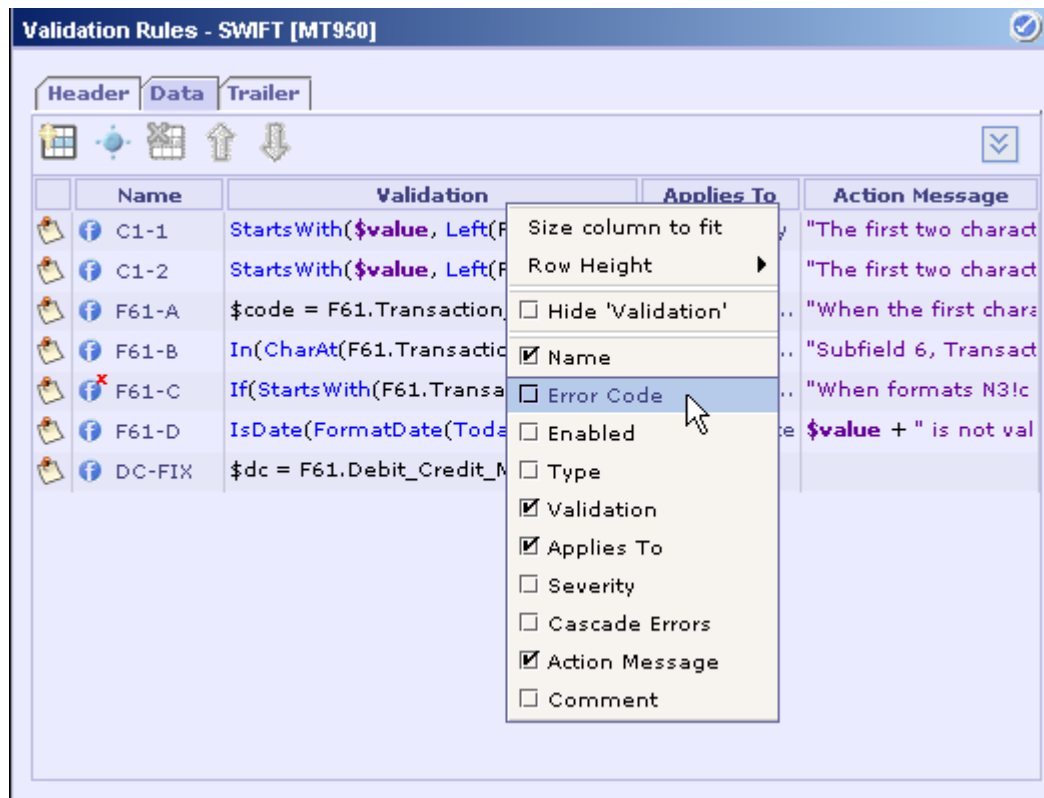 Validation Rules - SWIFT [MT950]
Header Data Trailer
Name Validation Applies To Action Message
C1-1 StartsWith($value, Left(F y "The first two charact
C1-2 StartsWith($value, Left(F "The first two charact
F61-A $code = F61.Transaction_ .. "When the first chara
F61-B In(CharAt(F61.Transactio .. "Subfield 6, Transact
F61-C If(StartsWith(F61.Transa .. "When formats N3!c
F61-D IsDate(FormatDate(Toda te $value + " is not val
DC-FIX $dc = F61.Debit_Credit_M
Size column to fit
Row Height
Hide 'Validation'
Name
Error Code
Enabled
Type
Validation
Applies To
Severity
Cascade Errors
Action Message
Comment